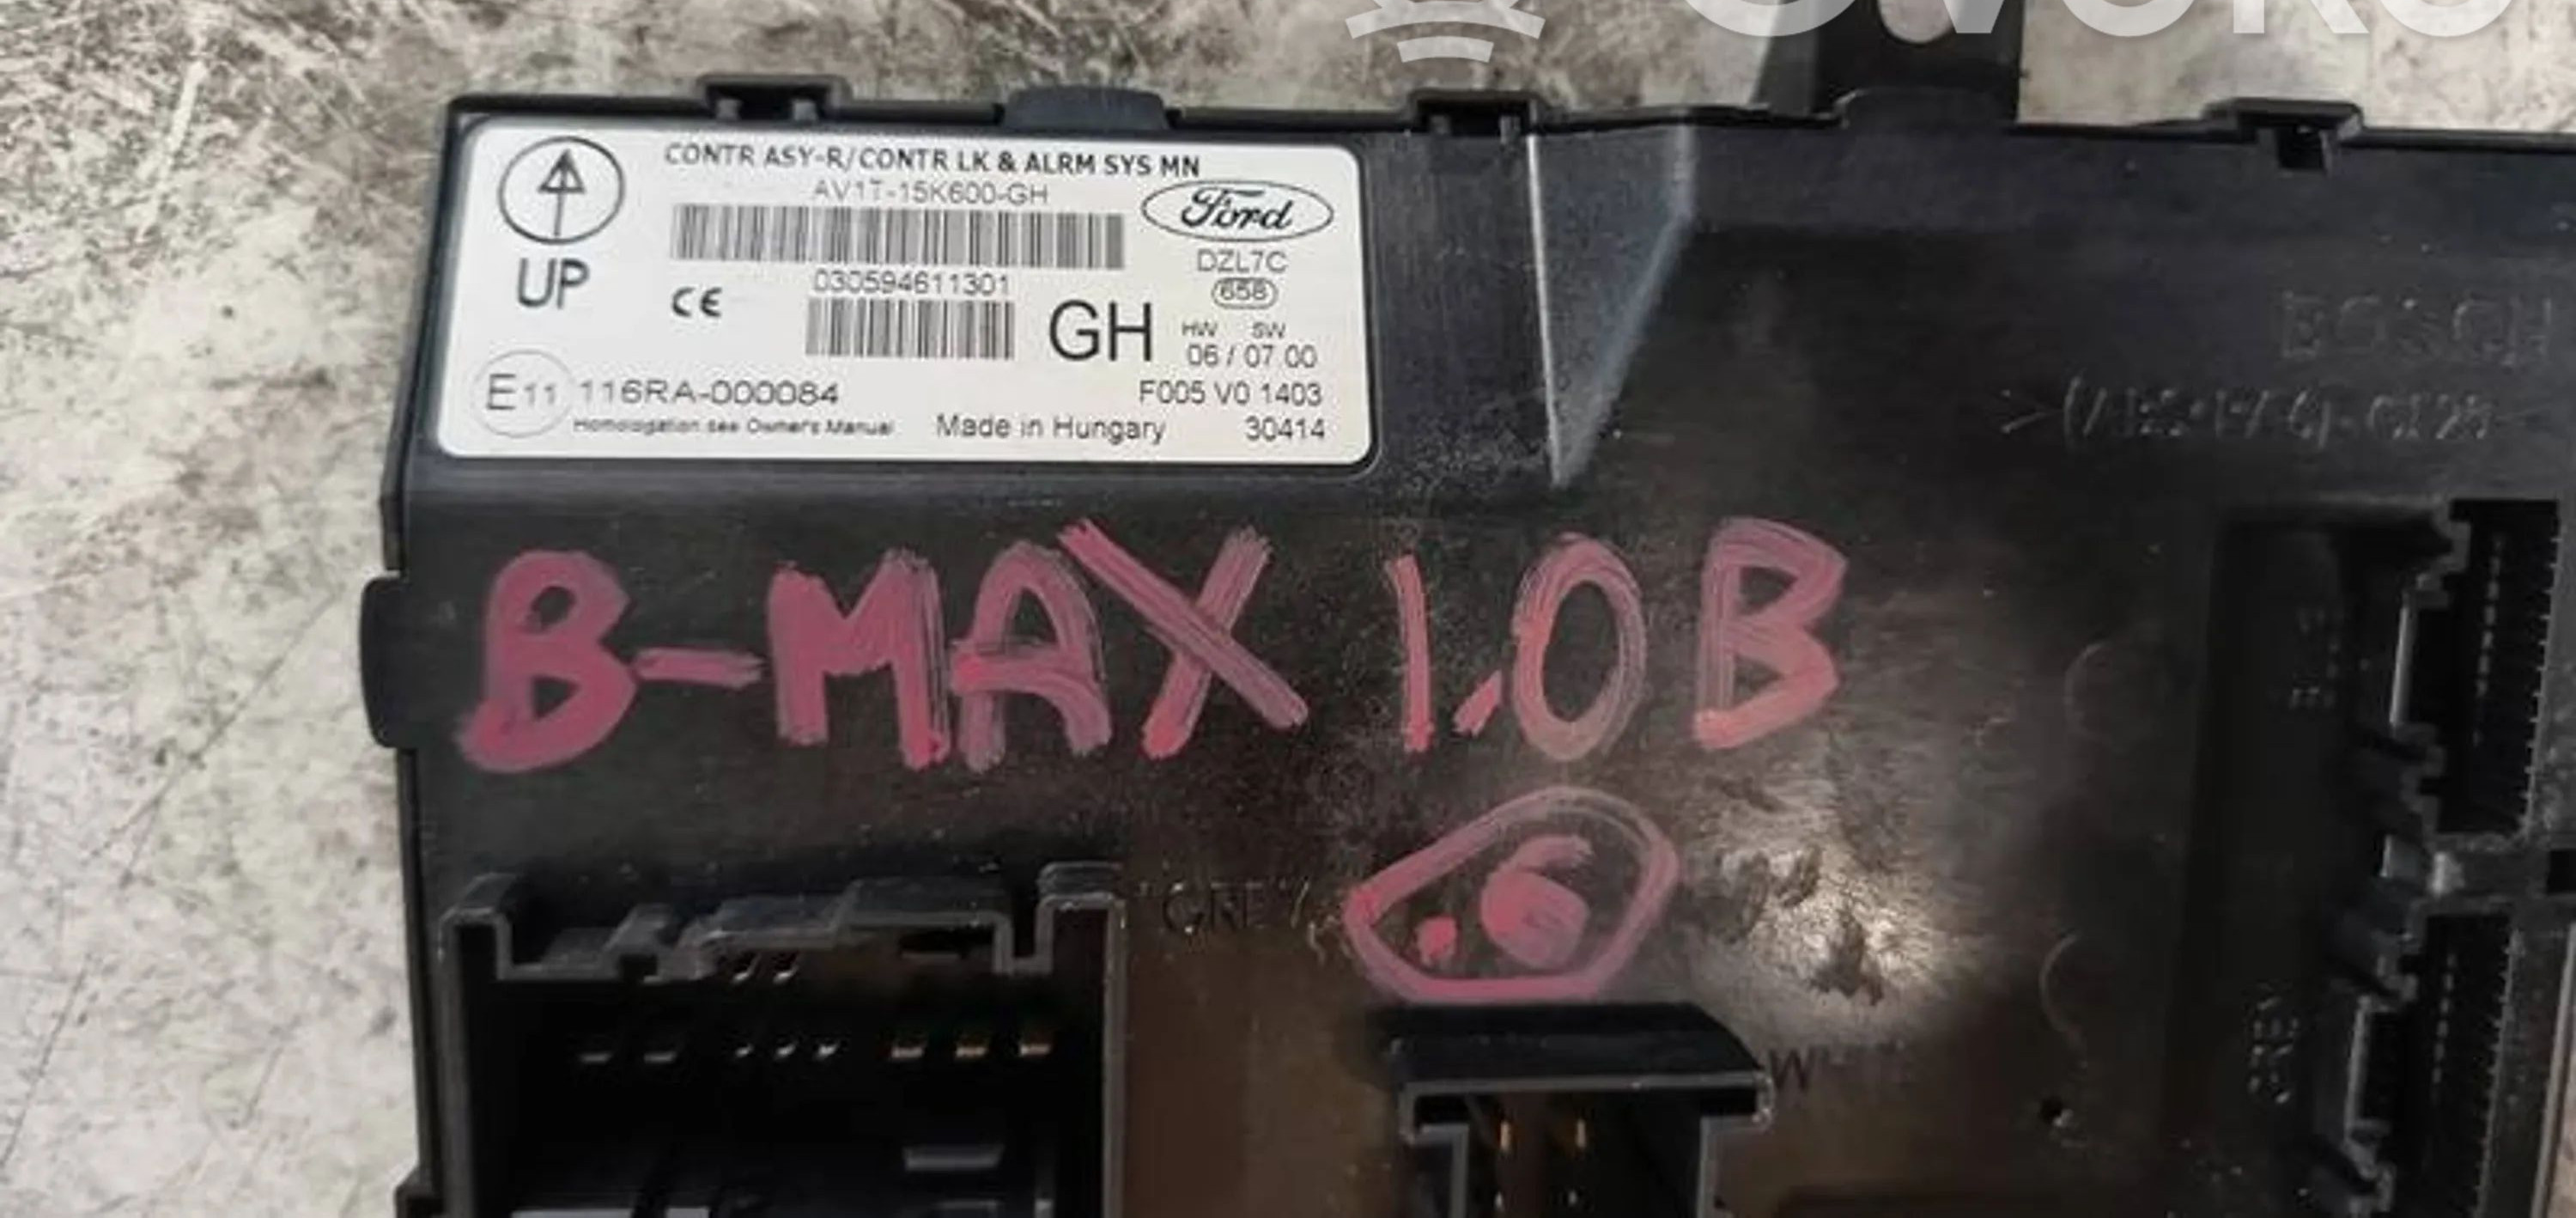 CONTR ASY-R/CONTR LK & ALRM SYS MN
AV1T-15K600-GH
Ford
DZL7C
658
UP
CE
030594611301
GH
HW SW
06 / 07 00
E11 116RA-000084
F005 V0 1403
Homologation see Owner's Manual
Made in Hungary
30414
BOSCH
B-MAX 1.0B
.6
GREY